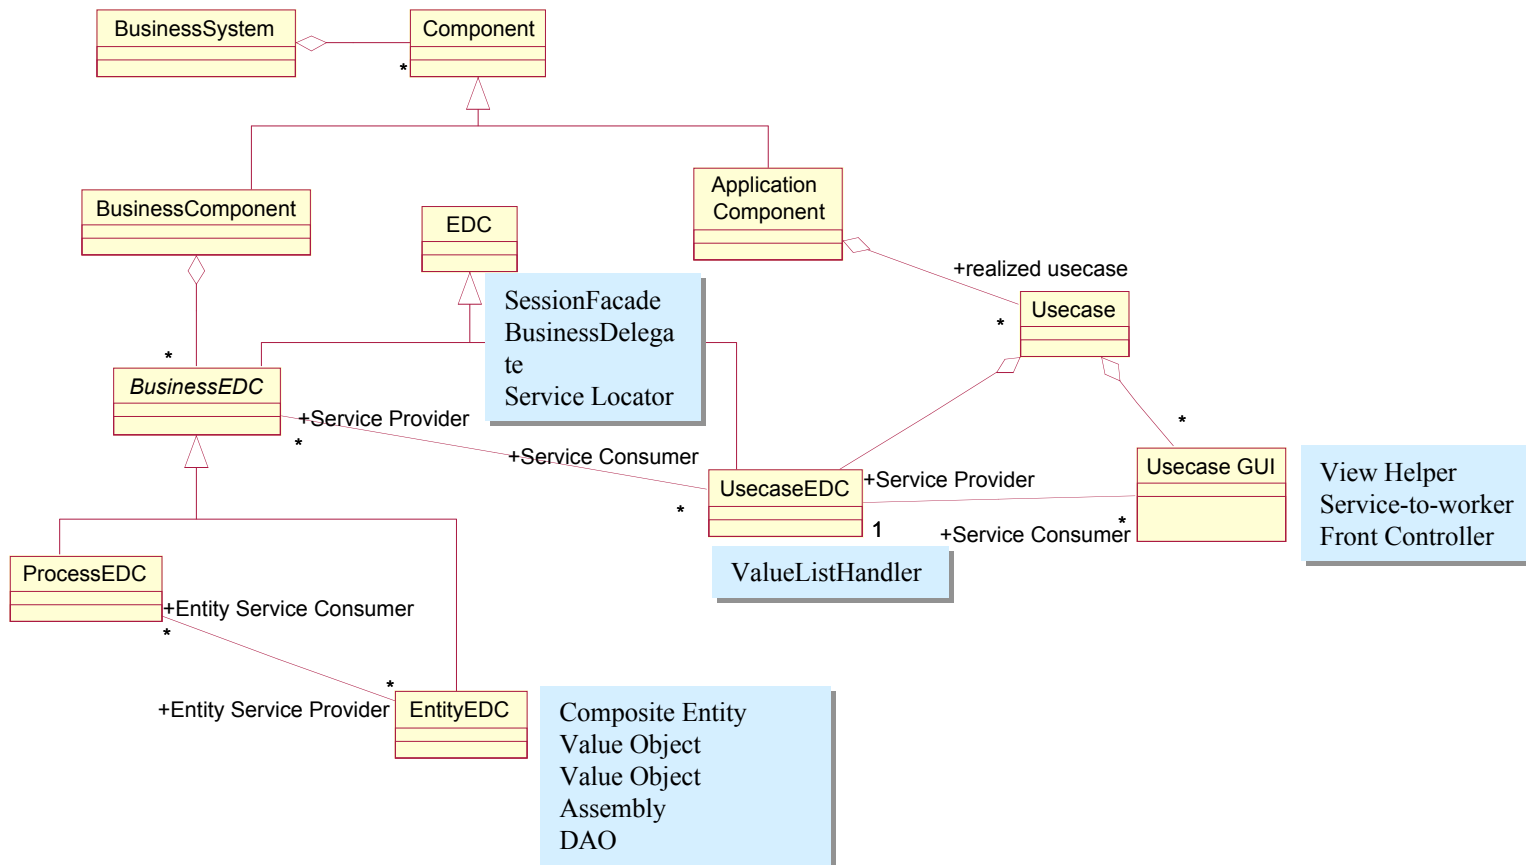 BusinessSystem
Component
*
BusinessComponent
EDC
Application
Component
+realized usecase
*
Usecase
SessionFacade
BusinessDelega
te
Service Locator
*
BusinessEDC
+Service Provider
*
+Service Consumer
*
UsecaseEDC
1
+Service Provider
*
+Service Consumer
*
Usecase GUI
View Helper
Service-to-worker
Front Controller
ValueListHandler
ProcessEDC
+Entity Service Consumer
*
*
+Entity Service Provider
EntityEDC
Composite Entity
Value Object
Value Object
Assembly
DAO